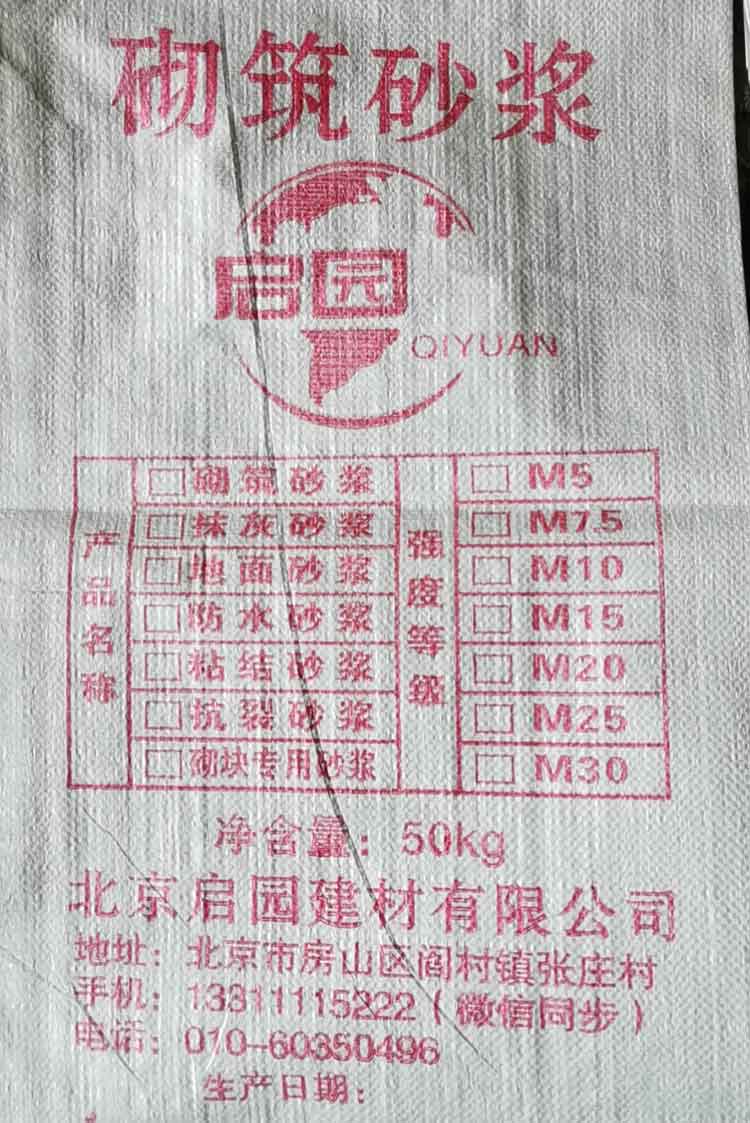 砌筑砂浆
启园
QIYUAN
产品名称
强度等级
□ 砌筑砂浆 □ M5
□ 抹灰砂浆 □ M7.5
□ 地面砂浆 □ M10
□ 防水砂浆 □ M15
□ 粘结砂浆 □ M20
□ 抗裂砂浆 □ M25
□ 砌块专用砂浆 □ M30
净含量：50kg
北京启园建材有限公司
地址：北京市房山区阎村镇张庄村
手机：13311115222（微信同步）
电话：010-60350496
生产日期：